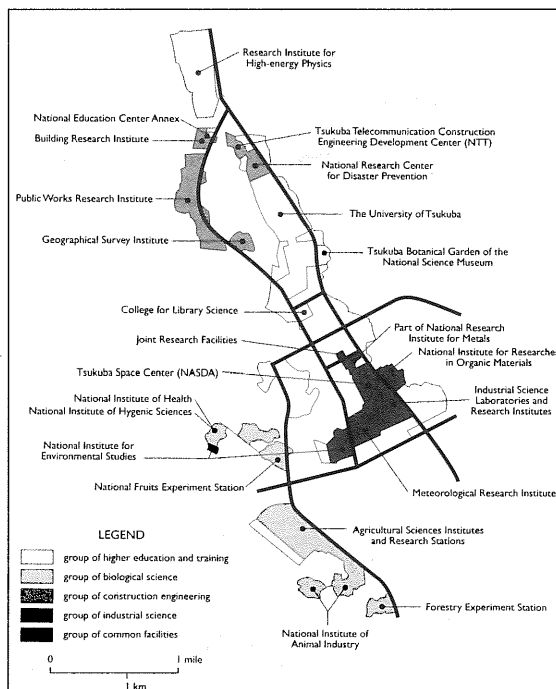 Research Institute for
High-energy Physics
National Education Center Annex
Building Research Institute
Tsukuba Telecommunication Construction
Engineering Development Center (NTT)
National Research Center
for Disaster Prevention
Public Works Research Institute
The University of Tsukuba
Geographical Survey Institute
Tsukuba Botanical Garden of the
National Science Museum
College for Library Science
Joint Research Facilities
Part of National Research
Institute for Metals
National Institute for Researche
in Organic Materials
Tsukuba Space Center (NASDA)
Industrial Science
Laboratories and
Research Institutes
National Institute of Health
National Institute of Hygenic Sciences
National Institute for
Environmental Studies
National Fruits Experiment Station
Meteorological Research Institute
Agricultural Sciences Institutes
and Research Stations
Forestry Experiment Station
National Institute of
Animal Industry
LEGEND
group of higher education and training
group of biological science
group of construction engineering
group of industrial science
group of common facilities
0 1 mile
1 km